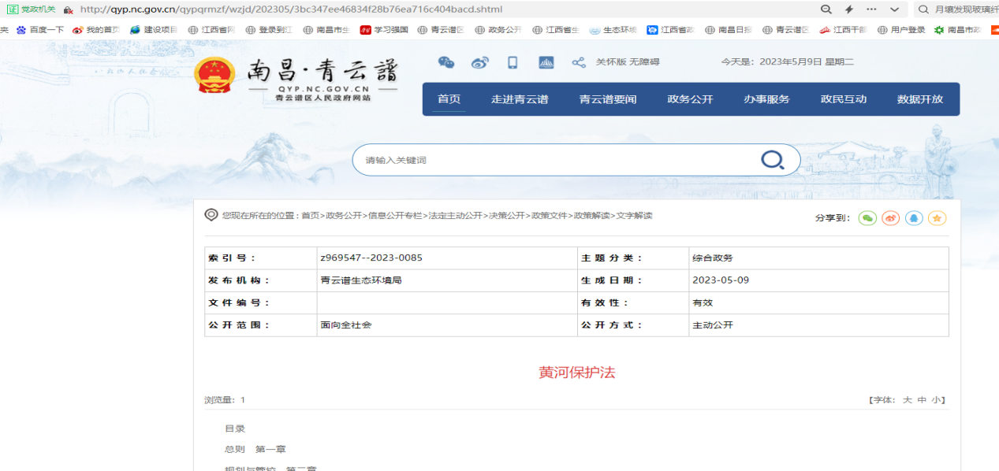 证 党政机关 http://qyp.nc.gov.cn/qypqrmzf/wzjd/202305/3bc347ee46834f28b76ea716c404bacd.shtml 月壤发现玻璃纤
夹 百度一下 我的首页 建设项目 江西省 登录到 南昌市生 学习强国 青云谱区 政务公开 江西省生 生态环境 江西省政 南昌日报 青云谱区 江西干部 用户登录 南昌市政
南昌·青云谱
QYP.NC.GOV.CN
青云谱区人民政府网站
关怀版 无障碍 今天是：2023年5月9日 星期二
首页 走进青云谱 青云谱要闻 政务公开 办事服务 政民互动 数据开放
请输入关键词
您现在所在的位置：首页>政务公开>信息公开专栏>法定主动公开>决策公开>政策文件>政策解读>文字解读 分享到：
索引号： z969547--2023-0085 主题分类： 综合政务
发布机构： 青云谱生态环境局 生成日期： 2023-05-09
文件编号： 有效性： 有效
公开范围： 面向全社会 公开方式： 主动公开
黄河保护法
浏览量：1 【字体：大 中 小】
目录
总则 第一章
规划与管控 第二章